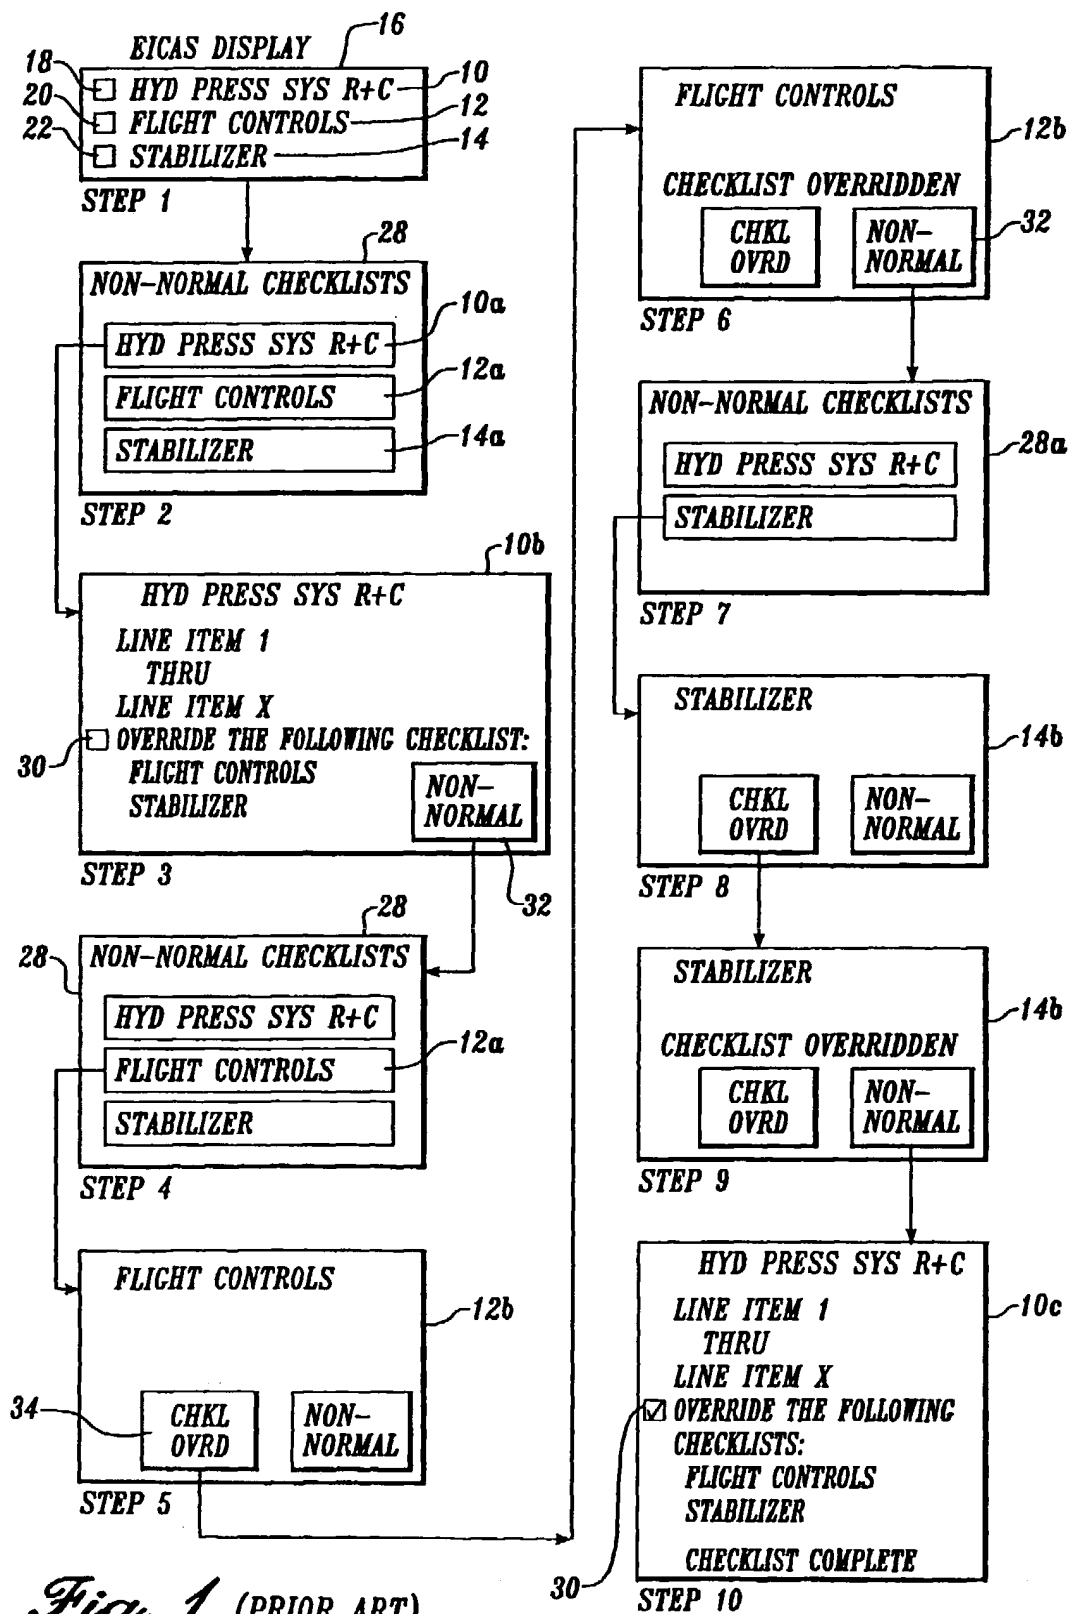 EICAS DISPLAY
16
18
HYD PRESS SYS R+C
10
20
FLIGHT CONTROLS
12
22
STABILIZER
14
STEP 1
28
NON-NORMAL CHECKLISTS
10a
HYD PRESS SYS R+C
12a
FLIGHT CONTROLS
14a
STABILIZER
STEP 2
10b
HYD PRESS SYS R+C
LINE ITEM 1
THRU
LINE ITEM X
30
OVERRIDE THE FOLLOWING CHECKLIST:
FLIGHT CONTROLS
STABILIZER
NON-
NORMAL
STEP 3
32
28
28
NON-NORMAL CHECKLISTS
HYD PRESS SYS R+C
12a
FLIGHT CONTROLS
STABILIZER
STEP 4
FLIGHT CONTROLS
12b
34
CHKL
OVRD
NON-
NORMAL
STEP 5
FLIGHT CONTROLS
12b
CHECKLIST OVERRIDDEN
CHKL
OVRD
NON-
NORMAL
32
STEP 6
NON-NORMAL CHECKLISTS
28a
HYD PRESS SYS R+C
STABILIZER
STEP 7
STABILIZER
14b
CHKL
OVRD
NON-
NORMAL
STEP 8
STABILIZER
14b
CHECKLIST OVERRIDDEN
CHKL
OVRD
NON-
NORMAL
STEP 9
HYD PRESS SYS R+C
10c
LINE ITEM 1
THRU
LINE ITEM X
OVERRIDE THE FOLLOWING
CHECKLISTS:
FLIGHT CONTROLS
STABILIZER
CHECKLIST COMPLETE
30
STEP 10
Fig. 1 (PRIOR ART)